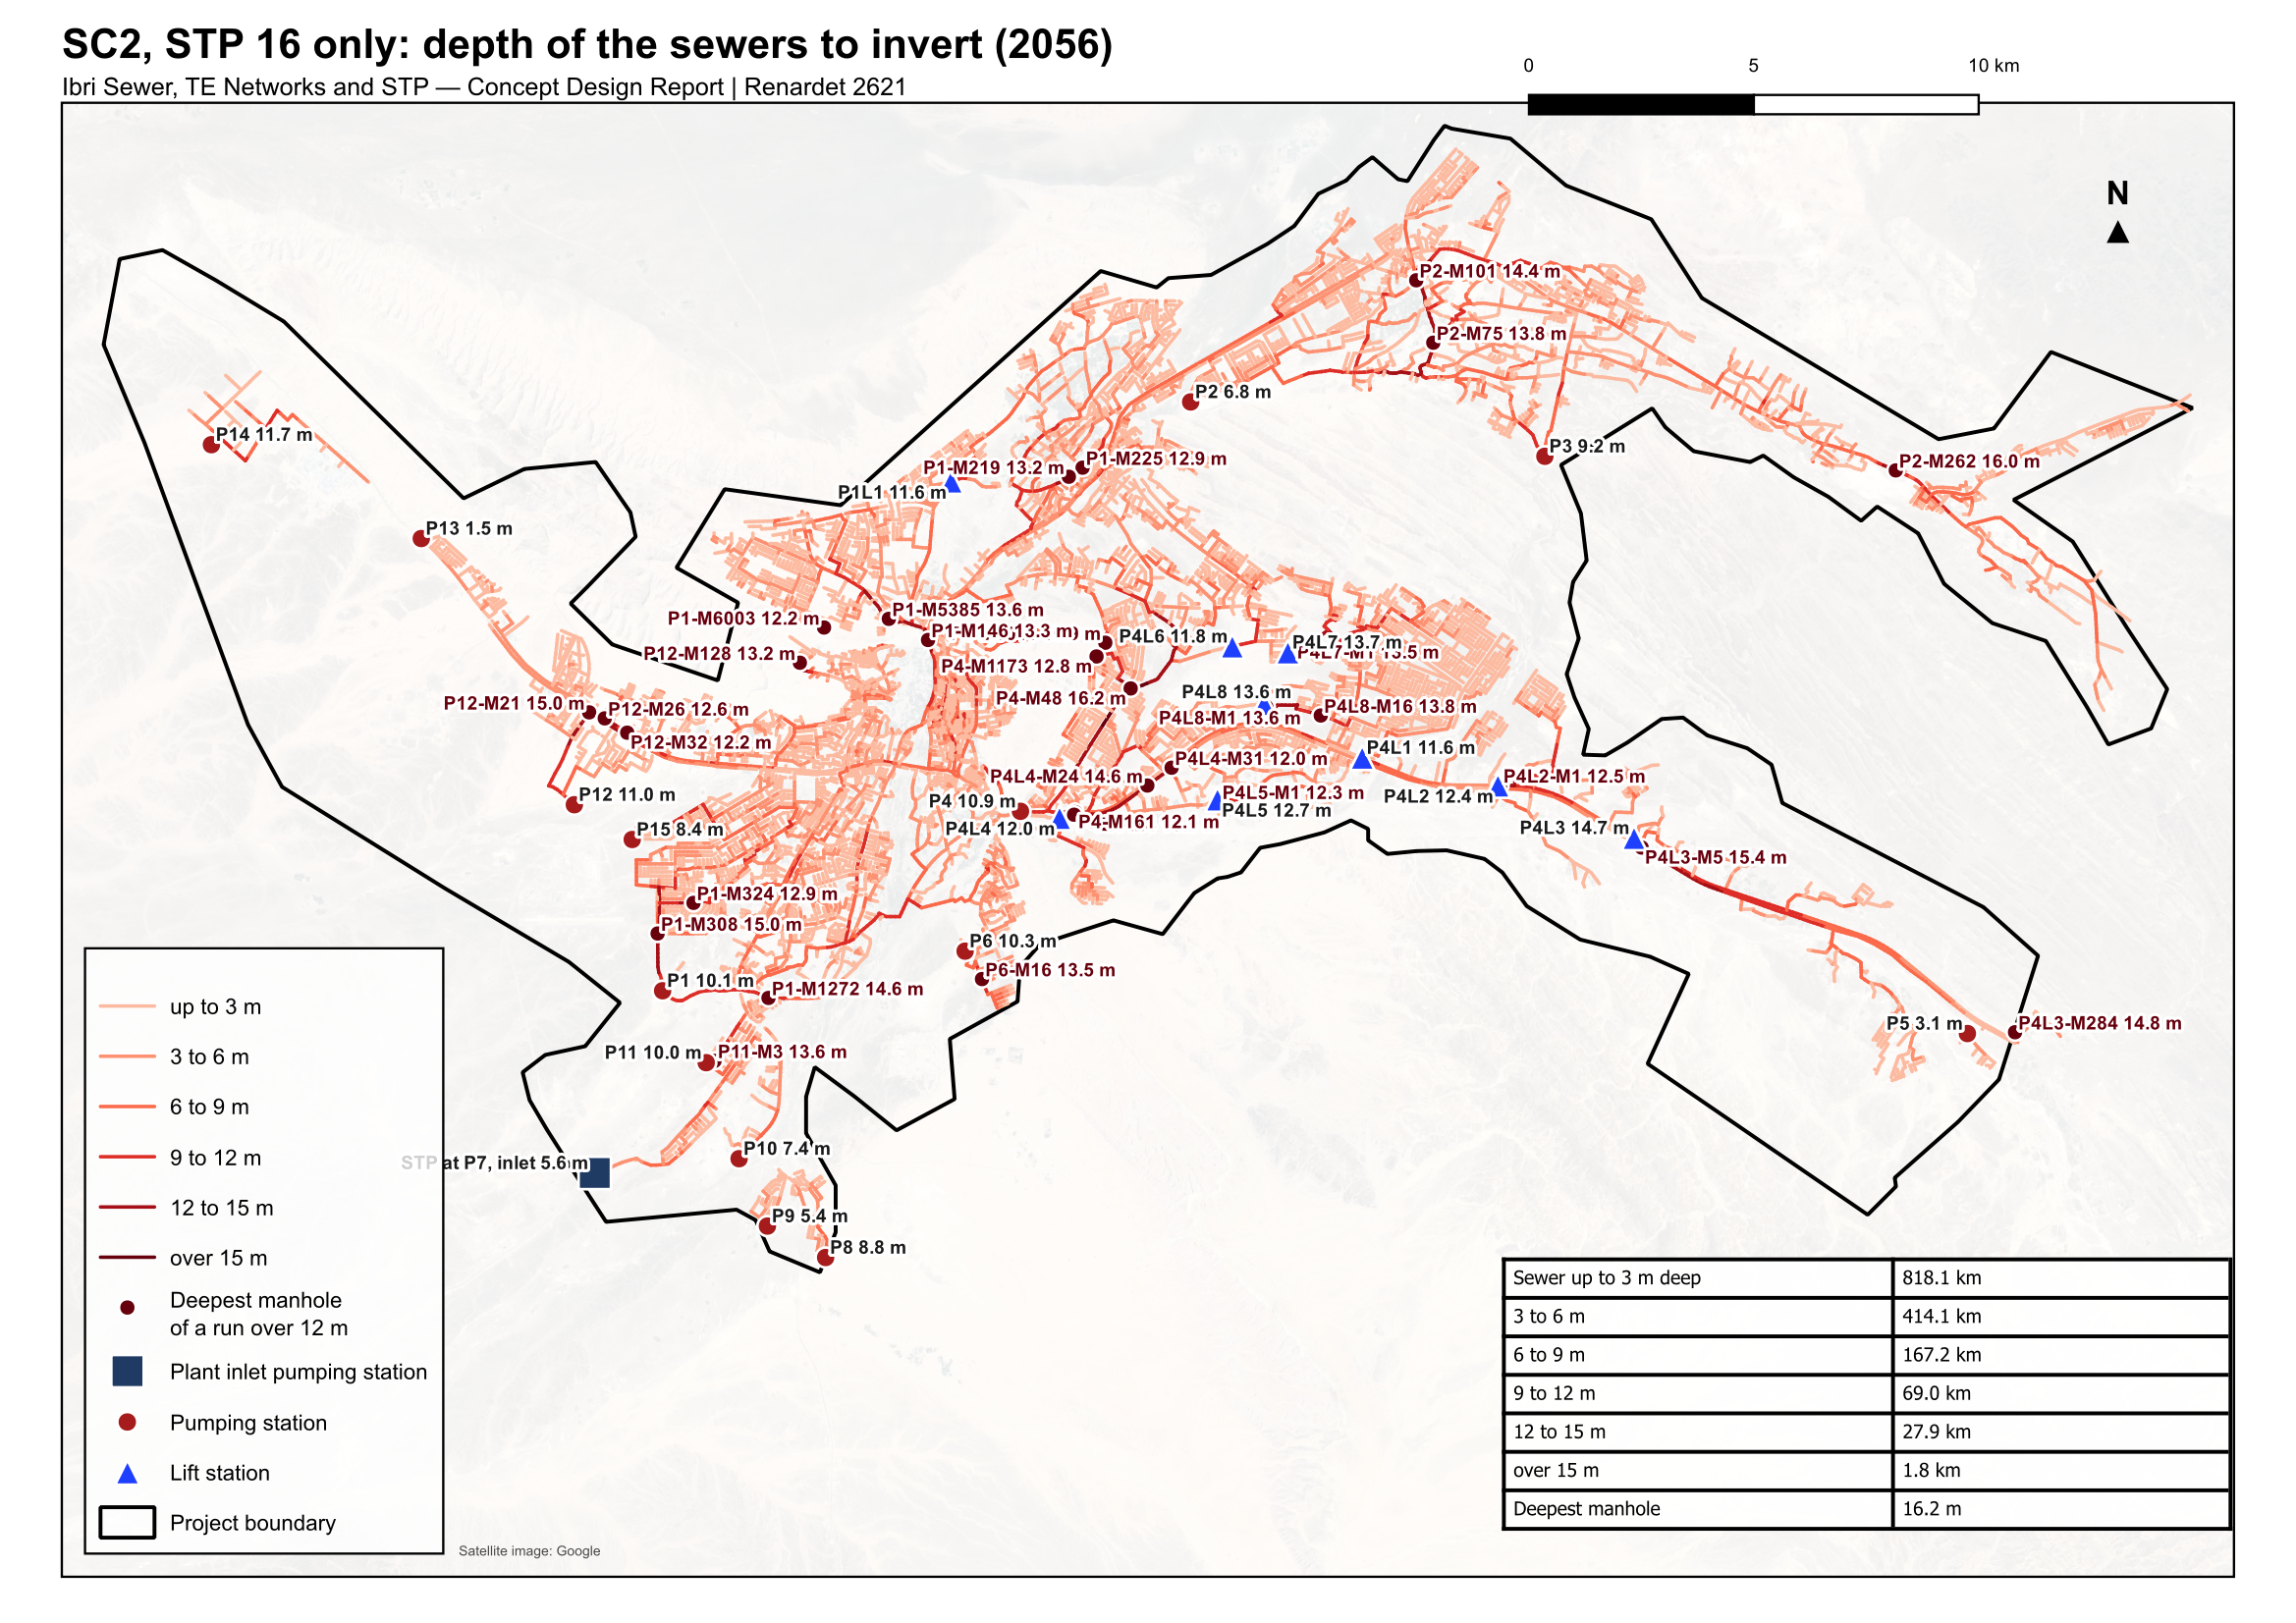 SC2, STP 16 only: depth of the sewers to invert (2056)
Ibri Sewer, TE Networks and STP — Concept Design Report | Renardet 2621
0 5 10 km
N
P2-M101 14.4 m
P2-M75 13.8 m
P2 6.8 m
P14 11.7 m
P3 9.2 m
P1-M225 12.9 m
P1-M219 13.2 m
P2-M262 16.0 m
P1L1 11.6 m
P13 1.5 m
P1-M5385 13.6 m
P1-M6003 12.2 m
P1-M146 13.3 m
m
P4L6 11.8 m
P4L7 13.7 m
P4L7-M1 13.5 m
P12-M128 13.2 m
P4-M1173 12.8 m
P4L8 13.6 m
P4-M48 16.2 m
P12-M21 15.0 m
P12-M26 12.6 m
P4L8-M16 13.8 m
P4L8-M1 13.6 m
P12-M32 12.2 m
P4L1 11.6 m
P4L4-M31 12.0 m
P4L4-M24 14.6 m
P4L2-M1 12.5 m
P12 11.0 m
P4L5-M1 12.3 m
P4L2 12.4 m
P4 10.9 m
P4L5 12.7 m
P4-M161 12.1 m
P15 8.4 m
P4L4 12.0 m
P4L3 14.7 m
P4L3-M5 15.4 m
P1-M324 12.9 m
P1-M308 15.0 m
P6 10.3 m
P6-M16 13.5 m
P1 10.1 m
P1-M1272 14.6 m
P5 3.1 m
P4L3-M284 14.8 m
P11 10.0 m
P11-M3 13.6 m
P10 7.4 m
STP at P7, inlet 5.6 m
P9 5.4 m
P8 8.8 m
up to 3 m
3 to 6 m
6 to 9 m
9 to 12 m
12 to 15 m
over 15 m
Deepest manhole
of a run over 12 m
Plant inlet pumping station
Pumping station
Lift station
Project boundary
Satellite image: Google
Sewer up to 3 m deep 818.1 km
3 to 6 m 414.1 km
6 to 9 m 167.2 km
9 to 12 m 69.0 km
12 to 15 m 27.9 km
over 15 m 1.8 km
Deepest manhole 16.2 m